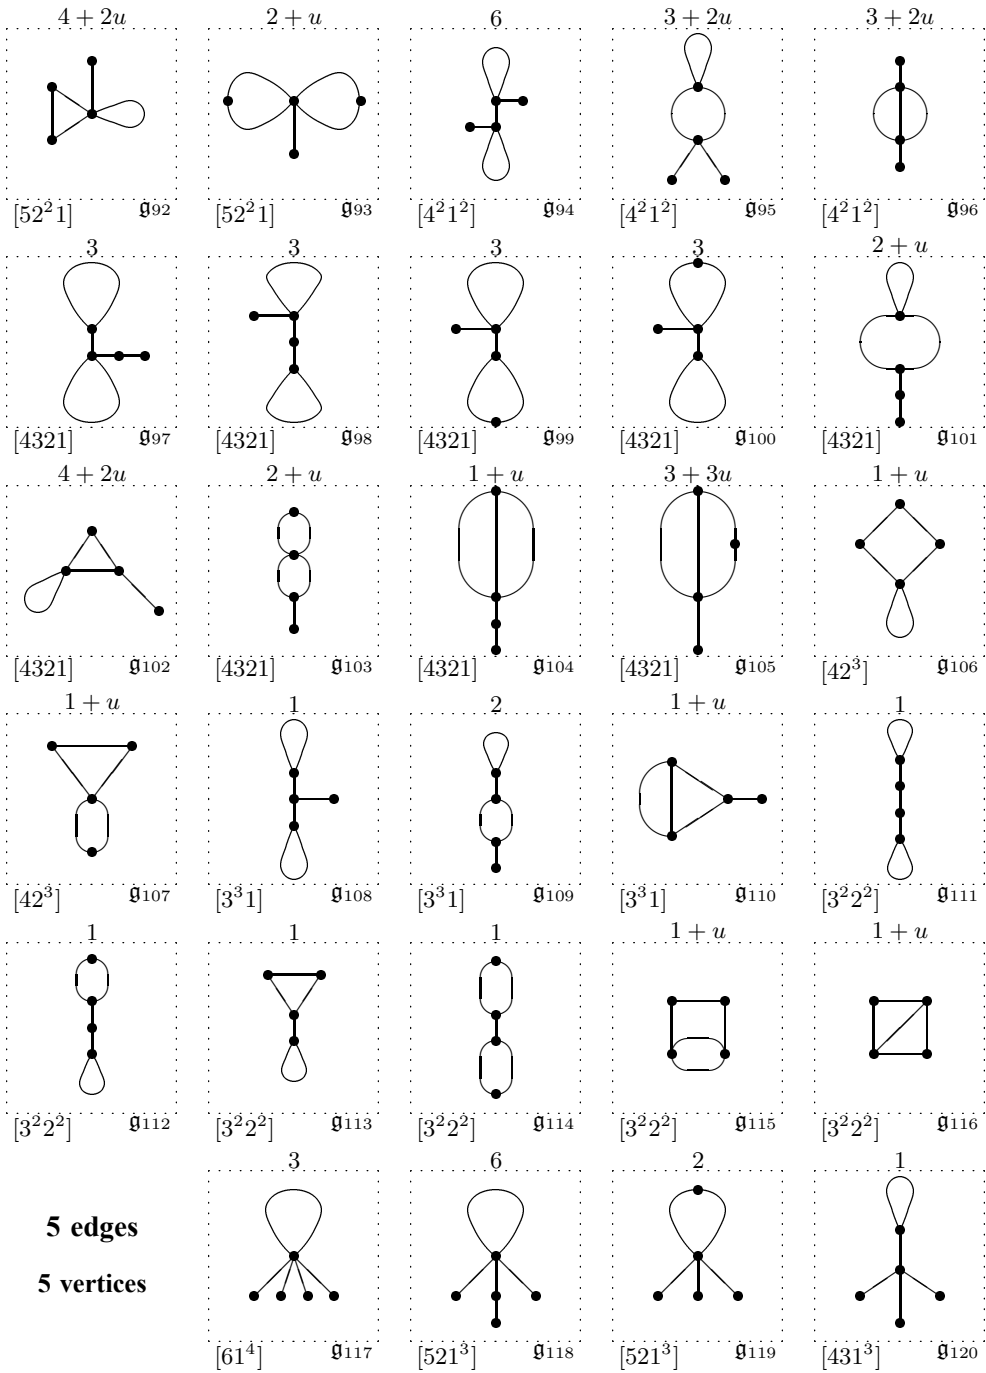 4 + 2u 2 + u 6 3 + 2u 3 + 2u
[52²1] 𝔤₉₂ [52²1] 𝔤₉₃ [4²1²] 𝔤₉₄ [4²1²] 𝔤₉₅ [4²1²] 𝔤₉₆
3 3 3 3 2 + u
[4321] 𝔤₉₇ [4321] 𝔤₉₈ [4321] 𝔤₉₉ [4321] 𝔤₁₀₀ [4321] 𝔤₁₀₁
4 + 2u 2 + u 1 + u 3 + 3u 1 + u
[4321] 𝔤₁₀₂ [4321] 𝔤₁₀₃ [4321] 𝔤₁₀₄ [4321] 𝔤₁₀₅ [42³] 𝔤₁₀₆
1 + u 1 2 1 + u 1
[42³] 𝔤₁₀₇ [3³1] 𝔤₁₀₈ [3³1] 𝔤₁₀₉ [3³1] 𝔤₁₁₀ [3²2²] 𝔤₁₁₁
1 1 1 1 + u 1 + u
[3²2²] 𝔤₁₁₂ [3²2²] 𝔤₁₁₃ [3²2²] 𝔤₁₁₄ [3²2²] 𝔤₁₁₅ [3²2²] 𝔤₁₁₆
3 6 2 1
5 edges
5 vertices
[61⁴] 𝔤₁₁₇ [521³] 𝔤₁₁₈ [521³] 𝔤₁₁₉ [431³] 𝔤₁₂₀